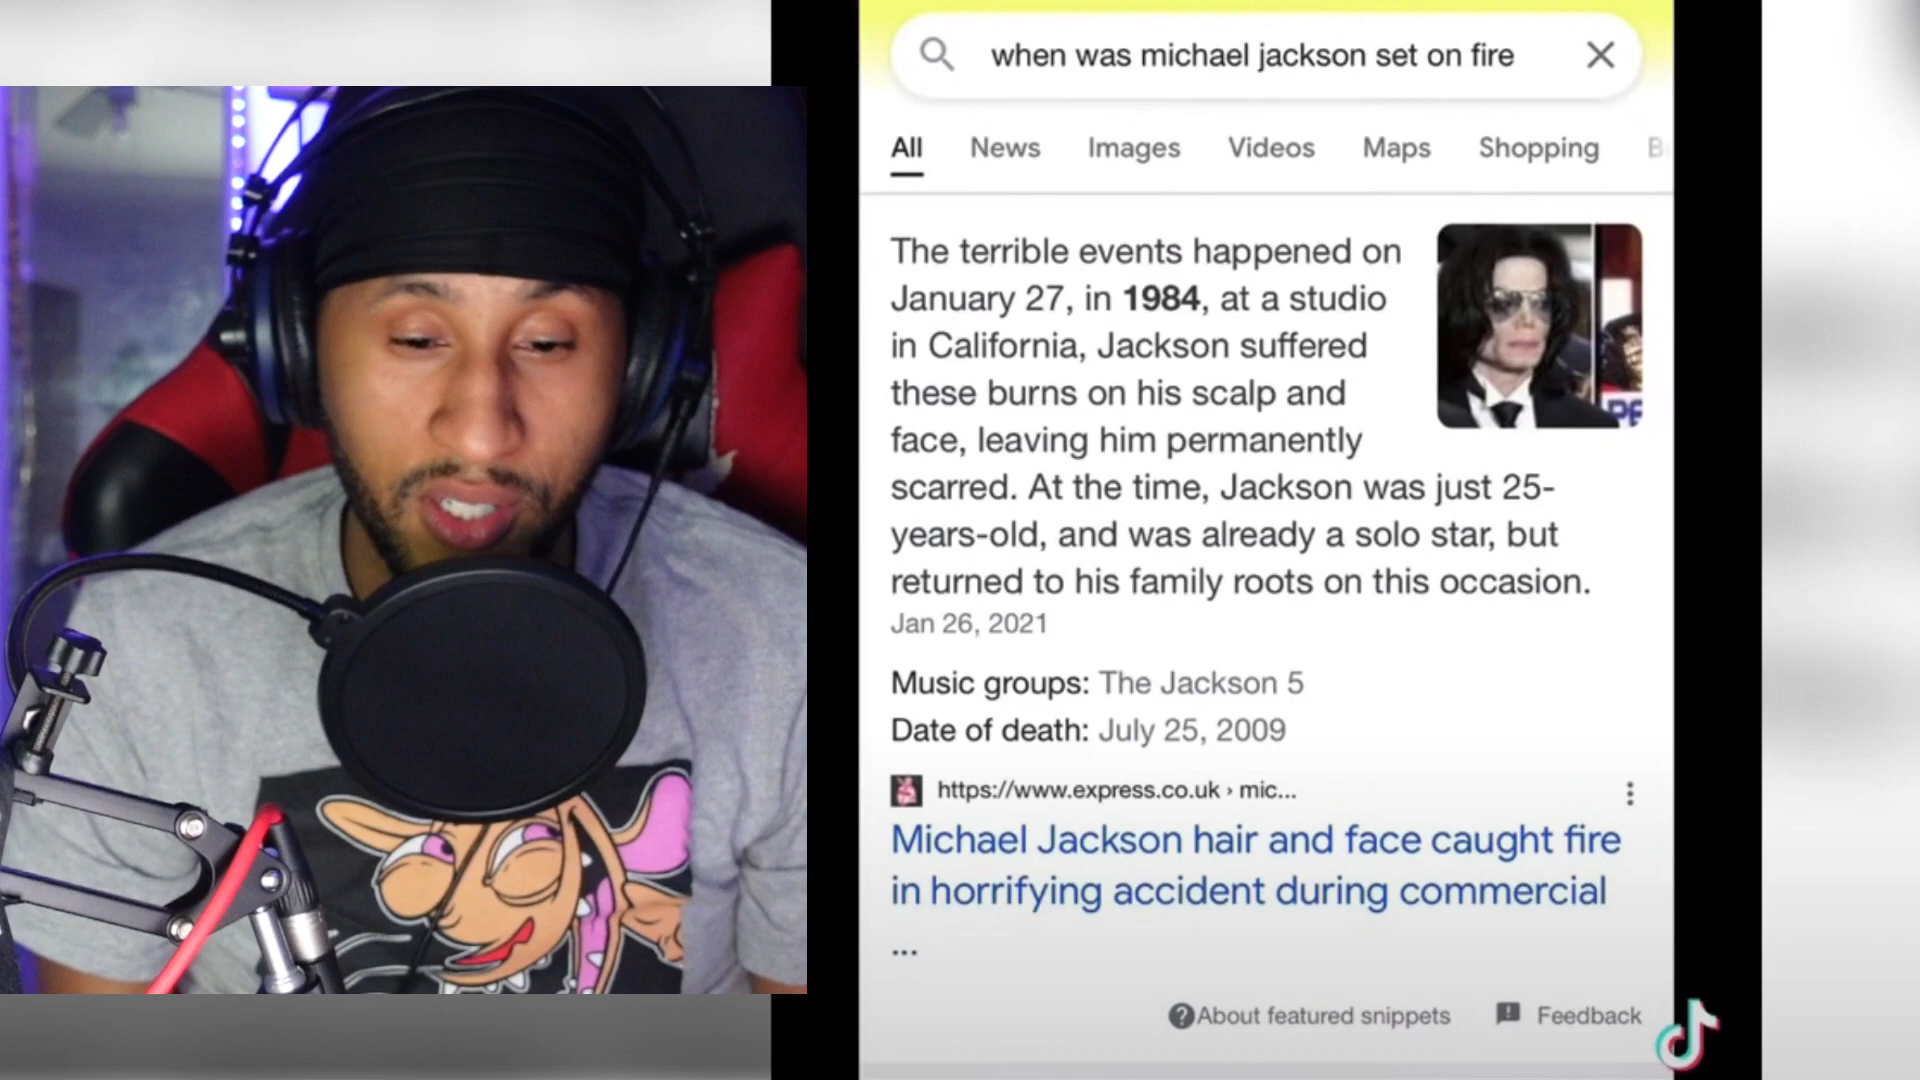 when was michael jackson set on fire
All News Images Videos Maps Shopping
The terrible events happened on
January 27, in 1984, at a studio
in California, Jackson suffered
these burns on his scalp and
face, leaving him permanently
scarred. At the time, Jackson was just 25-
years-old, and was already a solo star, but
returned to his family roots on this occasion.
Jan 26, 2021
Music groups: The Jackson 5
Date of death: July 25, 2009
https://www.express.co.uk › mic...
Michael Jackson hair and face caught fire
in horrifying accident during commercial
...
About featured snippets Feedback